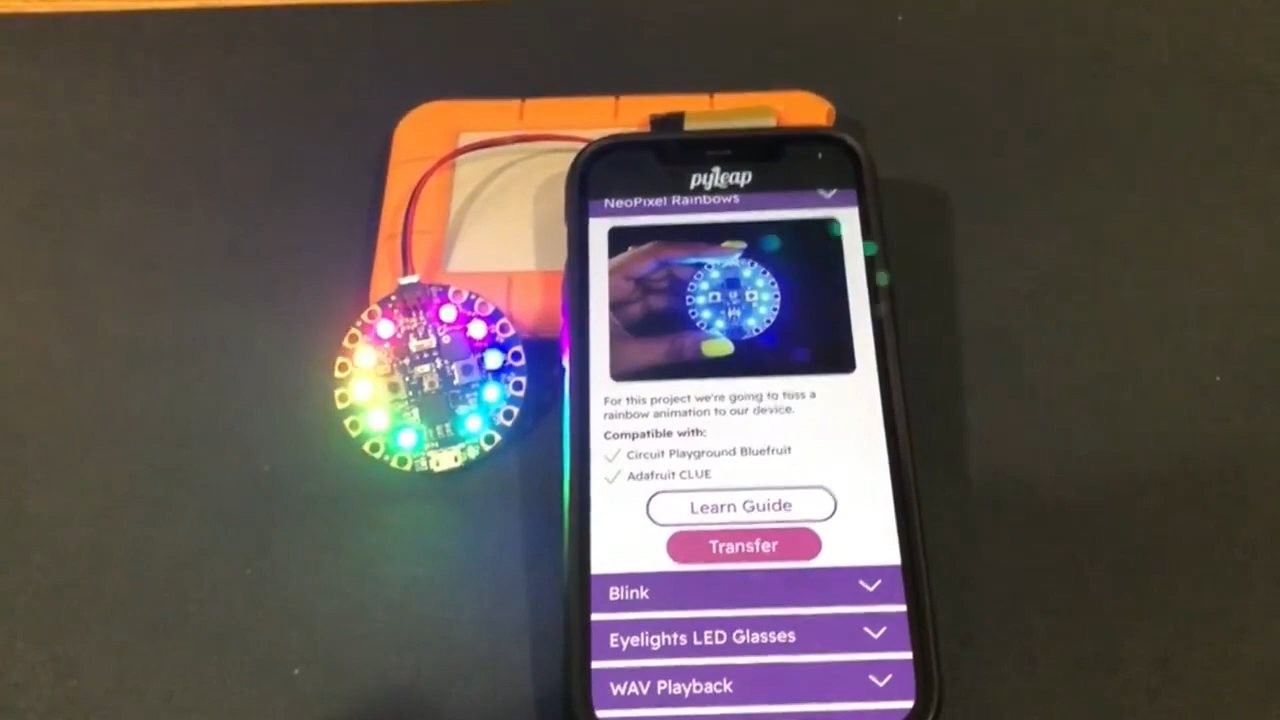 pyleap
NeoPixel Rainbows
For this project we're going to toss a
rainbow animation to our device.
Compatible with:
Circuit Playground Bluefruit
Adafruit CLUE
Learn Guide
Transfer
Blink
Eyelights LED Glasses
WAV Playback